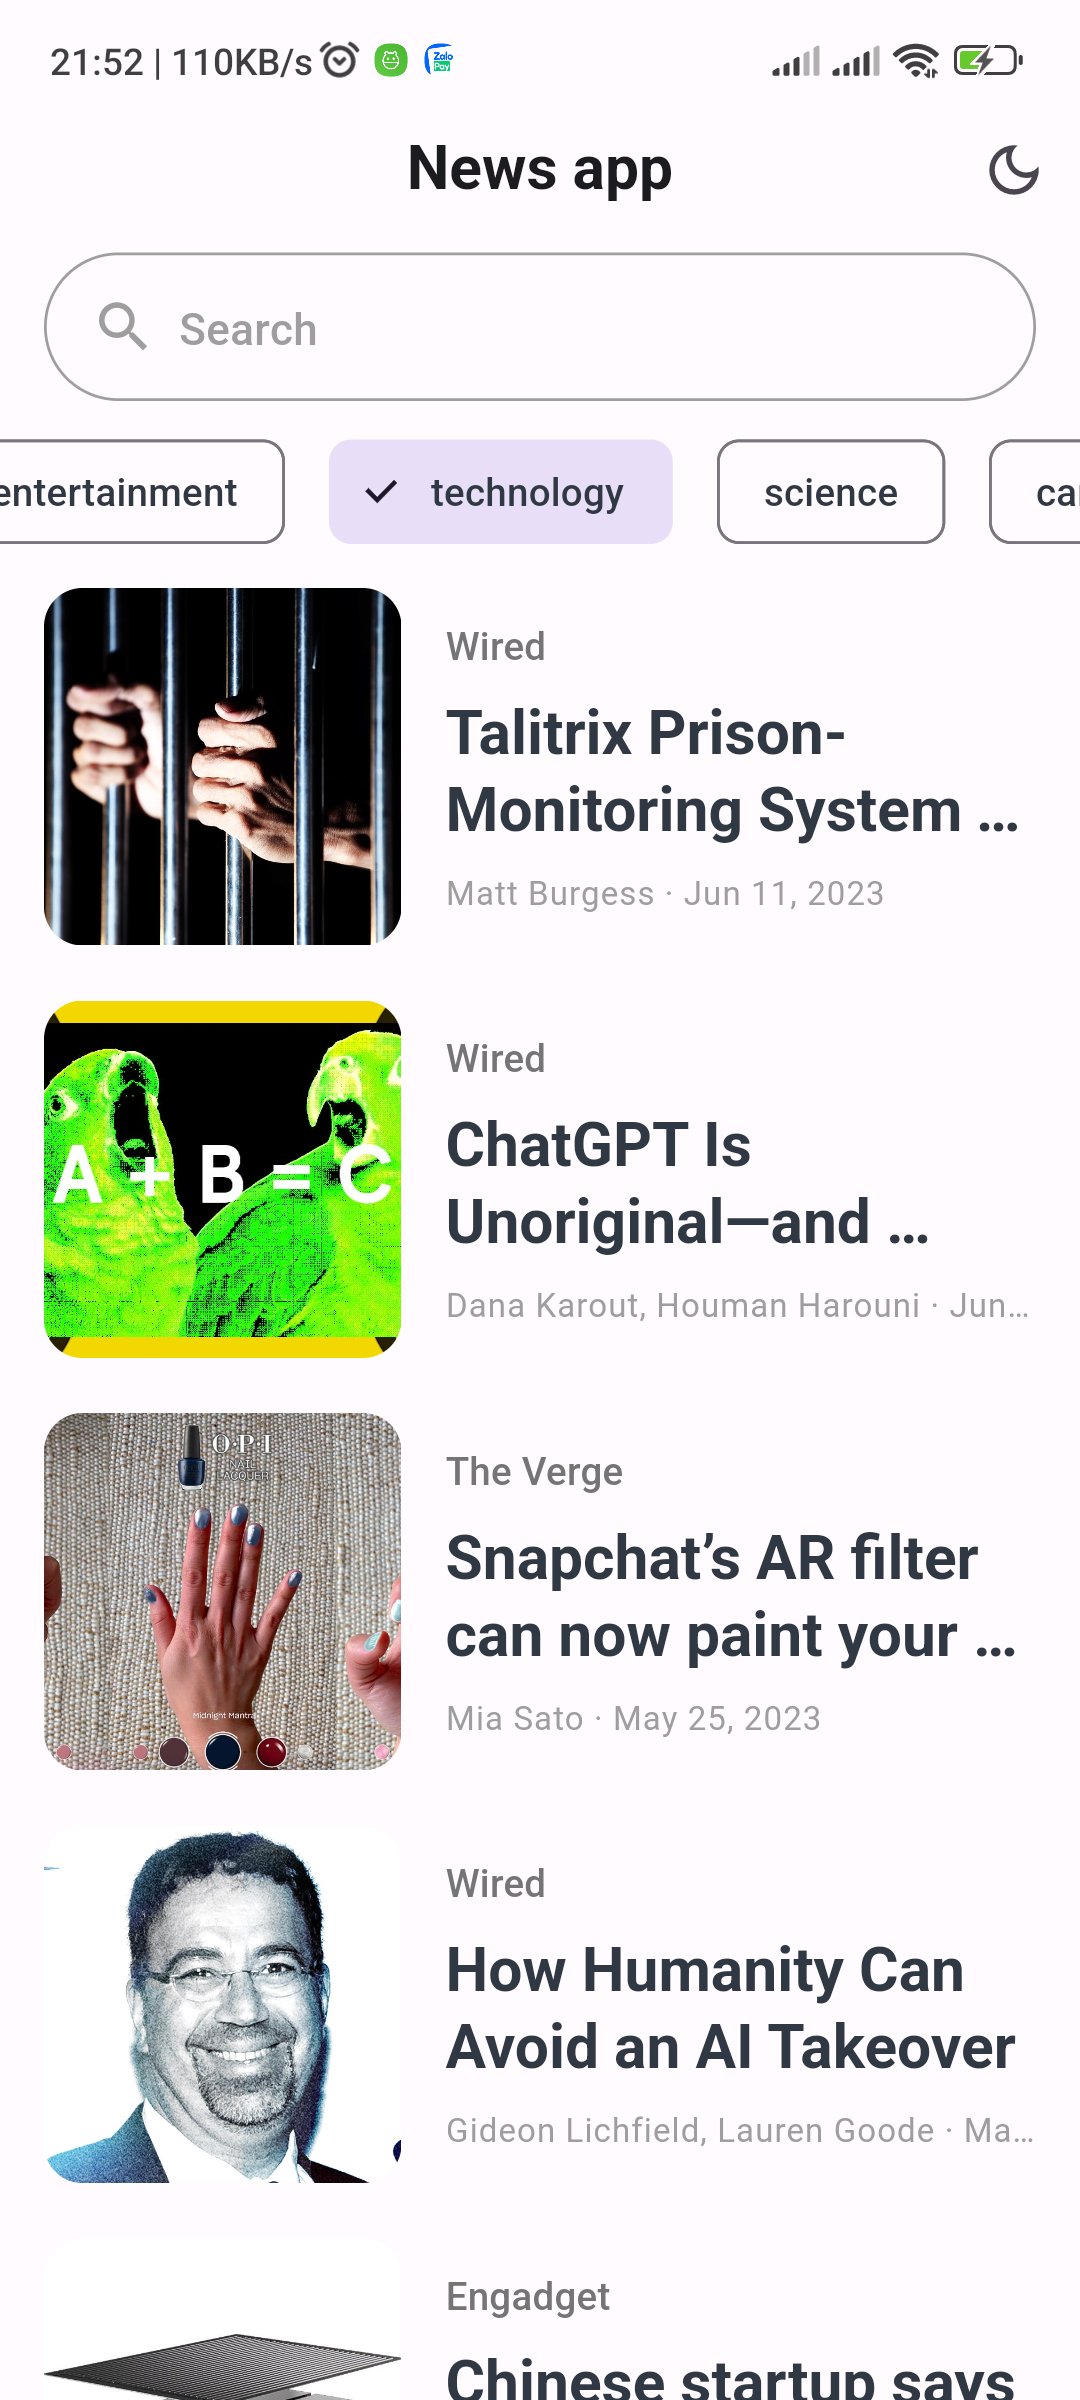 21:52 | 110KB/s
Zalo
Pay
News app
Search
entertainment
technology
science
car
Wired
Talitrix Prison-
Monitoring System …
Matt Burgess · Jun 11, 2023
A + B = C
Wired
ChatGPT Is
Unoriginal—and …
Dana Karout, Houman Harouni · Jun…
O·P·I
NAIL
LACQUER
Midnight Mantra
The Verge
Snapchat’s AR filter
can now paint your …
Mia Sato · May 25, 2023
Wired
How Humanity Can
Avoid an AI Takeover
Gideon Lichfield, Lauren Goode · Ma…
Engadget
Chinese startup says